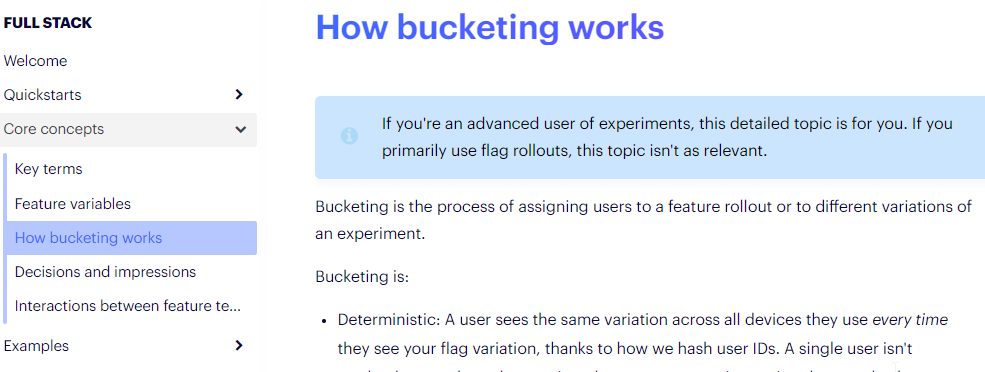 FULL STACK
Welcome
Quickstarts
Core concepts
Key terms
Feature variables
How bucketing works
Decisions and impressions
Interactions between feature te...
Examples
How bucketing works
If you're an advanced user of experiments, this detailed topic is for you. If you
primarily use flag rollouts, this topic isn't as relevant.
Bucketing is the process of assigning users to a feature rollout or to different variations of
an experiment.
Bucketing is:
• Deterministic: A user sees the same variation across all devices they use every time
they see your flag variation, thanks to how we hash user IDs. A single user isn't